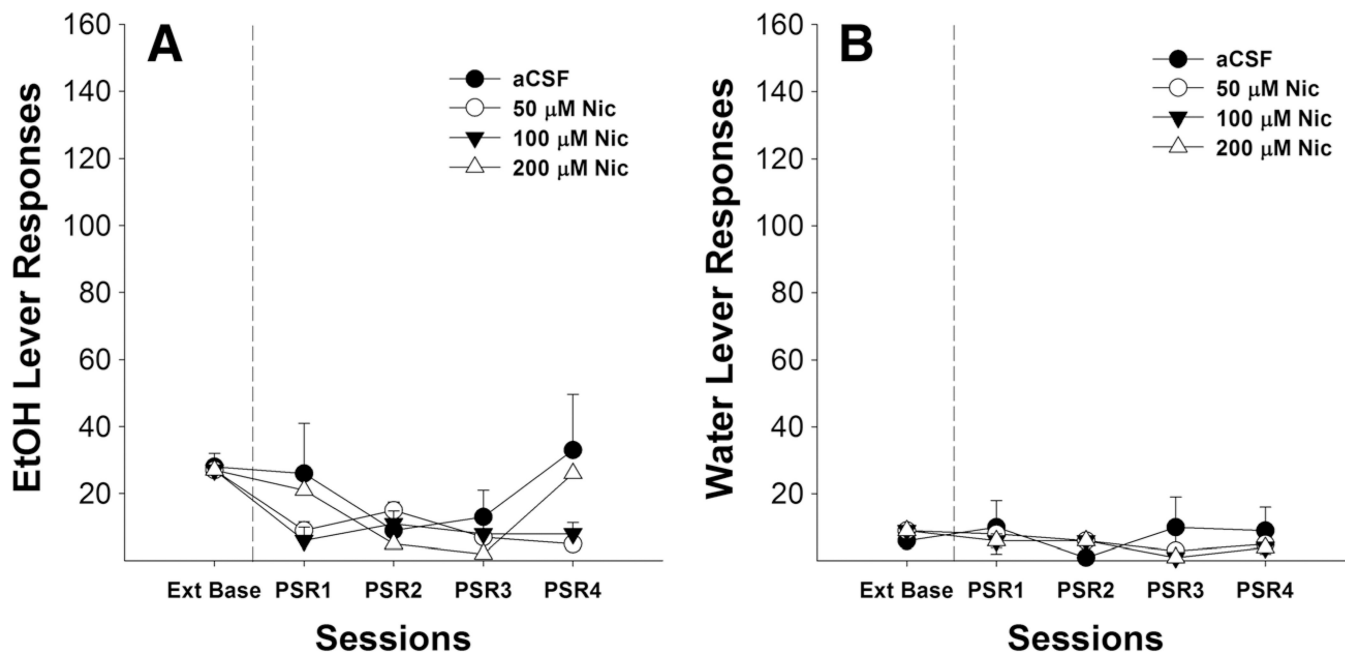 A
EtOH Lever Responses
160
140
120
100
80
60
40
20
aCSF
50 μM Nic
100 μM Nic
200 μM Nic
Ext Base PSR1 PSR2 PSR3 PSR4
Sessions
B
Water Lever Responses
160
140
120
100
80
60
40
20
aCSF
50 μM Nic
100 μM Nic
200 μM Nic
Ext Base PSR1 PSR2 PSR3 PSR4
Sessions